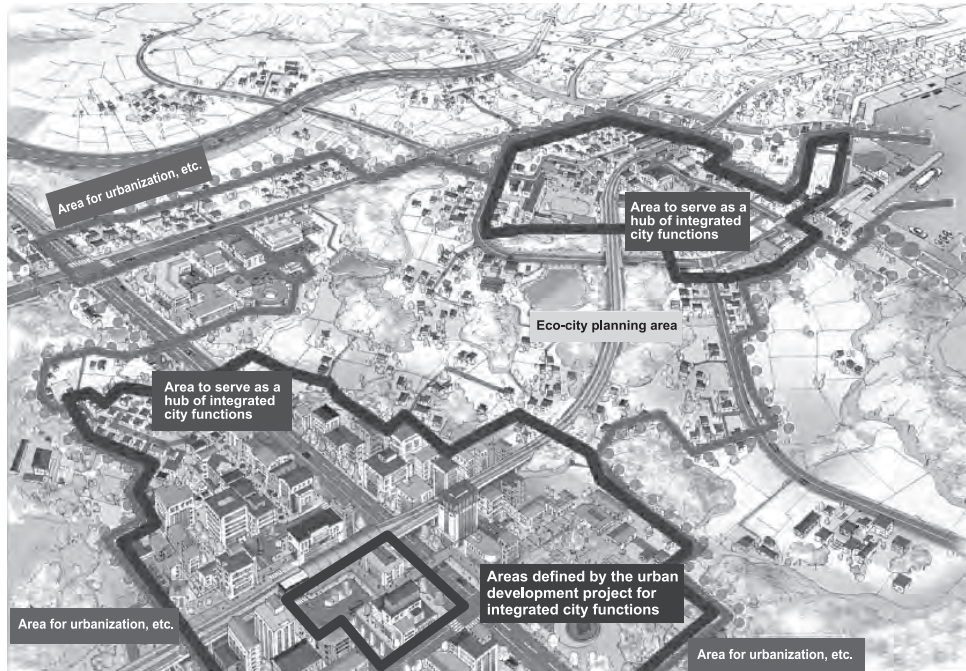 Area for urbanization, etc.
Area to serve as a
hub of integrated
city functions
Eco-city planning area
Area to serve as a
hub of integrated
city functions
Areas defined by the urban
development project for
integrated city functions
Area for urbanization, etc.
Area for urbanization, etc.